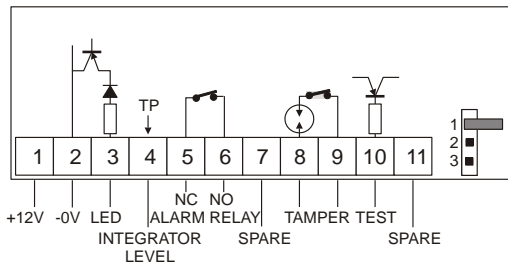 TP
1
2
3
1 2 3 4 5 6 7 8 9 10 11
NC NO
+12V -0V LED ALARM RELAY TAMPER TEST
INTEGRATOR SPARE SPARE
LEVEL